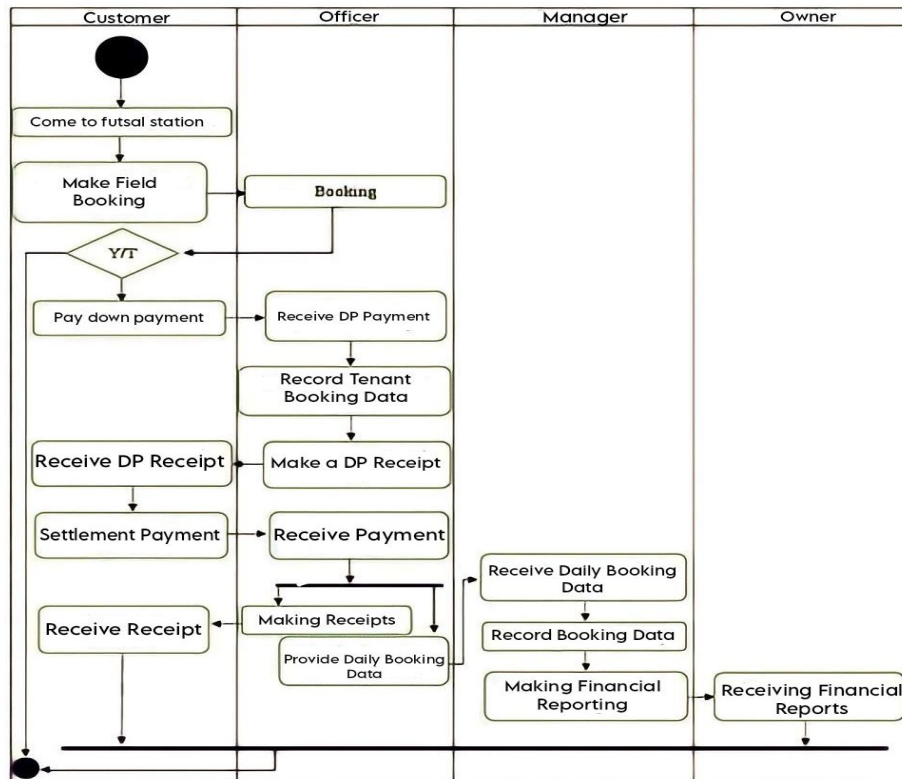 Customer
Officer
Manager
Owner
Come to futsal station
Make Field
Booking
Booking
Y/T
Pay down payment
Receive DP Payment
Record Tenant
Booking Data
Receive DP Receipt
Make a DP Receipt
Settlement Payment
Receive Payment
Receive Daily Booking
Data
Making Receipts
Receive Receipt
Record Booking Data
Provide Daily Booking
Data
Making Financial
Reporting
Receiving Financial
Reports